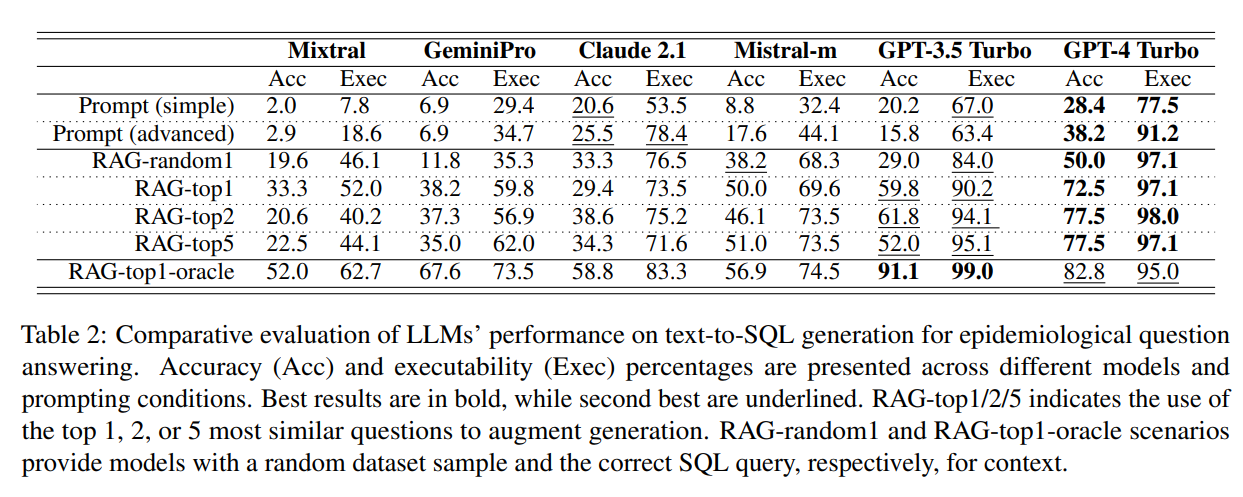 Mixtral GeminiPro Claude 2.1 Mistral-m GPT-3.5 Turbo GPT-4 Turbo
Acc Exec Acc Exec Acc Exec Acc Exec Acc Exec Acc Exec
Prompt (simple) 2.0 7.8 6.9 29.4 20.6 53.5 8.8 32.4 20.2 67.0 28.4 77.5
Prompt (advanced) 2.9 18.6 6.9 34.7 25.5 78.4 17.6 44.1 15.8 63.4 38.2 91.2
RAG-random1 19.6 46.1 11.8 35.3 33.3 76.5 38.2 68.3 29.0 84.0 50.0 97.1
RAG-top1 33.3 52.0 38.2 59.8 29.4 73.5 50.0 69.6 59.8 90.2 72.5 97.1
RAG-top2 20.6 40.2 37.3 56.9 38.6 75.2 46.1 73.5 61.8 94.1 77.5 98.0
RAG-top5 22.5 44.1 35.0 62.0 34.3 71.6 51.0 73.5 52.0 95.1 77.5 97.1
RAG-top1-oracle 52.0 62.7 67.6 73.5 58.8 83.3 56.9 74.5 91.1 99.0 82.8 95.0
Table 2: Comparative evaluation of LLMs' performance on text-to-SQL generation for epidemiological question
answering. Accuracy (Acc) and executability (Exec) percentages are presented across different models and
prompting conditions. Best results are in bold, while second best are underlined. RAG-top1/2/5 indicates the use of
the top 1, 2, or 5 most similar questions to augment generation. RAG-random1 and RAG-top1-oracle scenarios
provide models with a random dataset sample and the correct SQL query, respectively, for context.